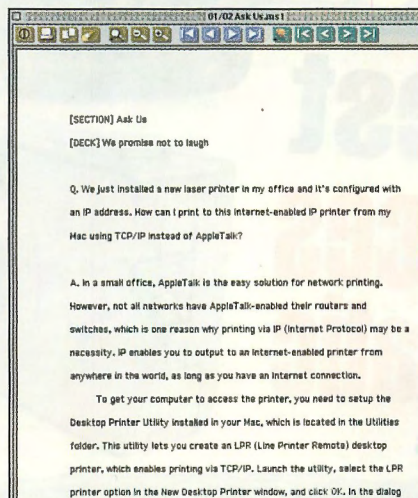 01/02 Ask Us.ms1
[SECTION] Ask Us
[DECK] We promise not to laugh
Q. We just installed a new laser printer in my office and it's configured with
an IP address. How can I print to this internet-enabled IP printer from my
Mac using TCP/IP instead of AppleTalk?
A. In a small office, AppleTalk is the easy solution for network printing.
However, not all networks have AppleTalk-enabled their routers and
switches, which is one reason why printing via IP (Internet Protocol) may be a
necessity. IP enables you to output to an internet-enabled printer from
anywhere in the world, as long as you have an internet connection.
To get your computer to access the printer, you need to setup the
Desktop Printer Utility installed in your Mac, which is located in the Utilities
folder. This utility lets you create an LPR (Line Printer Remote) desktop
printer, which enables printing via TCP/IP. Launch the utility, select the LPR
printer option in the New Desktop Printer window, and click OK. In the dialog